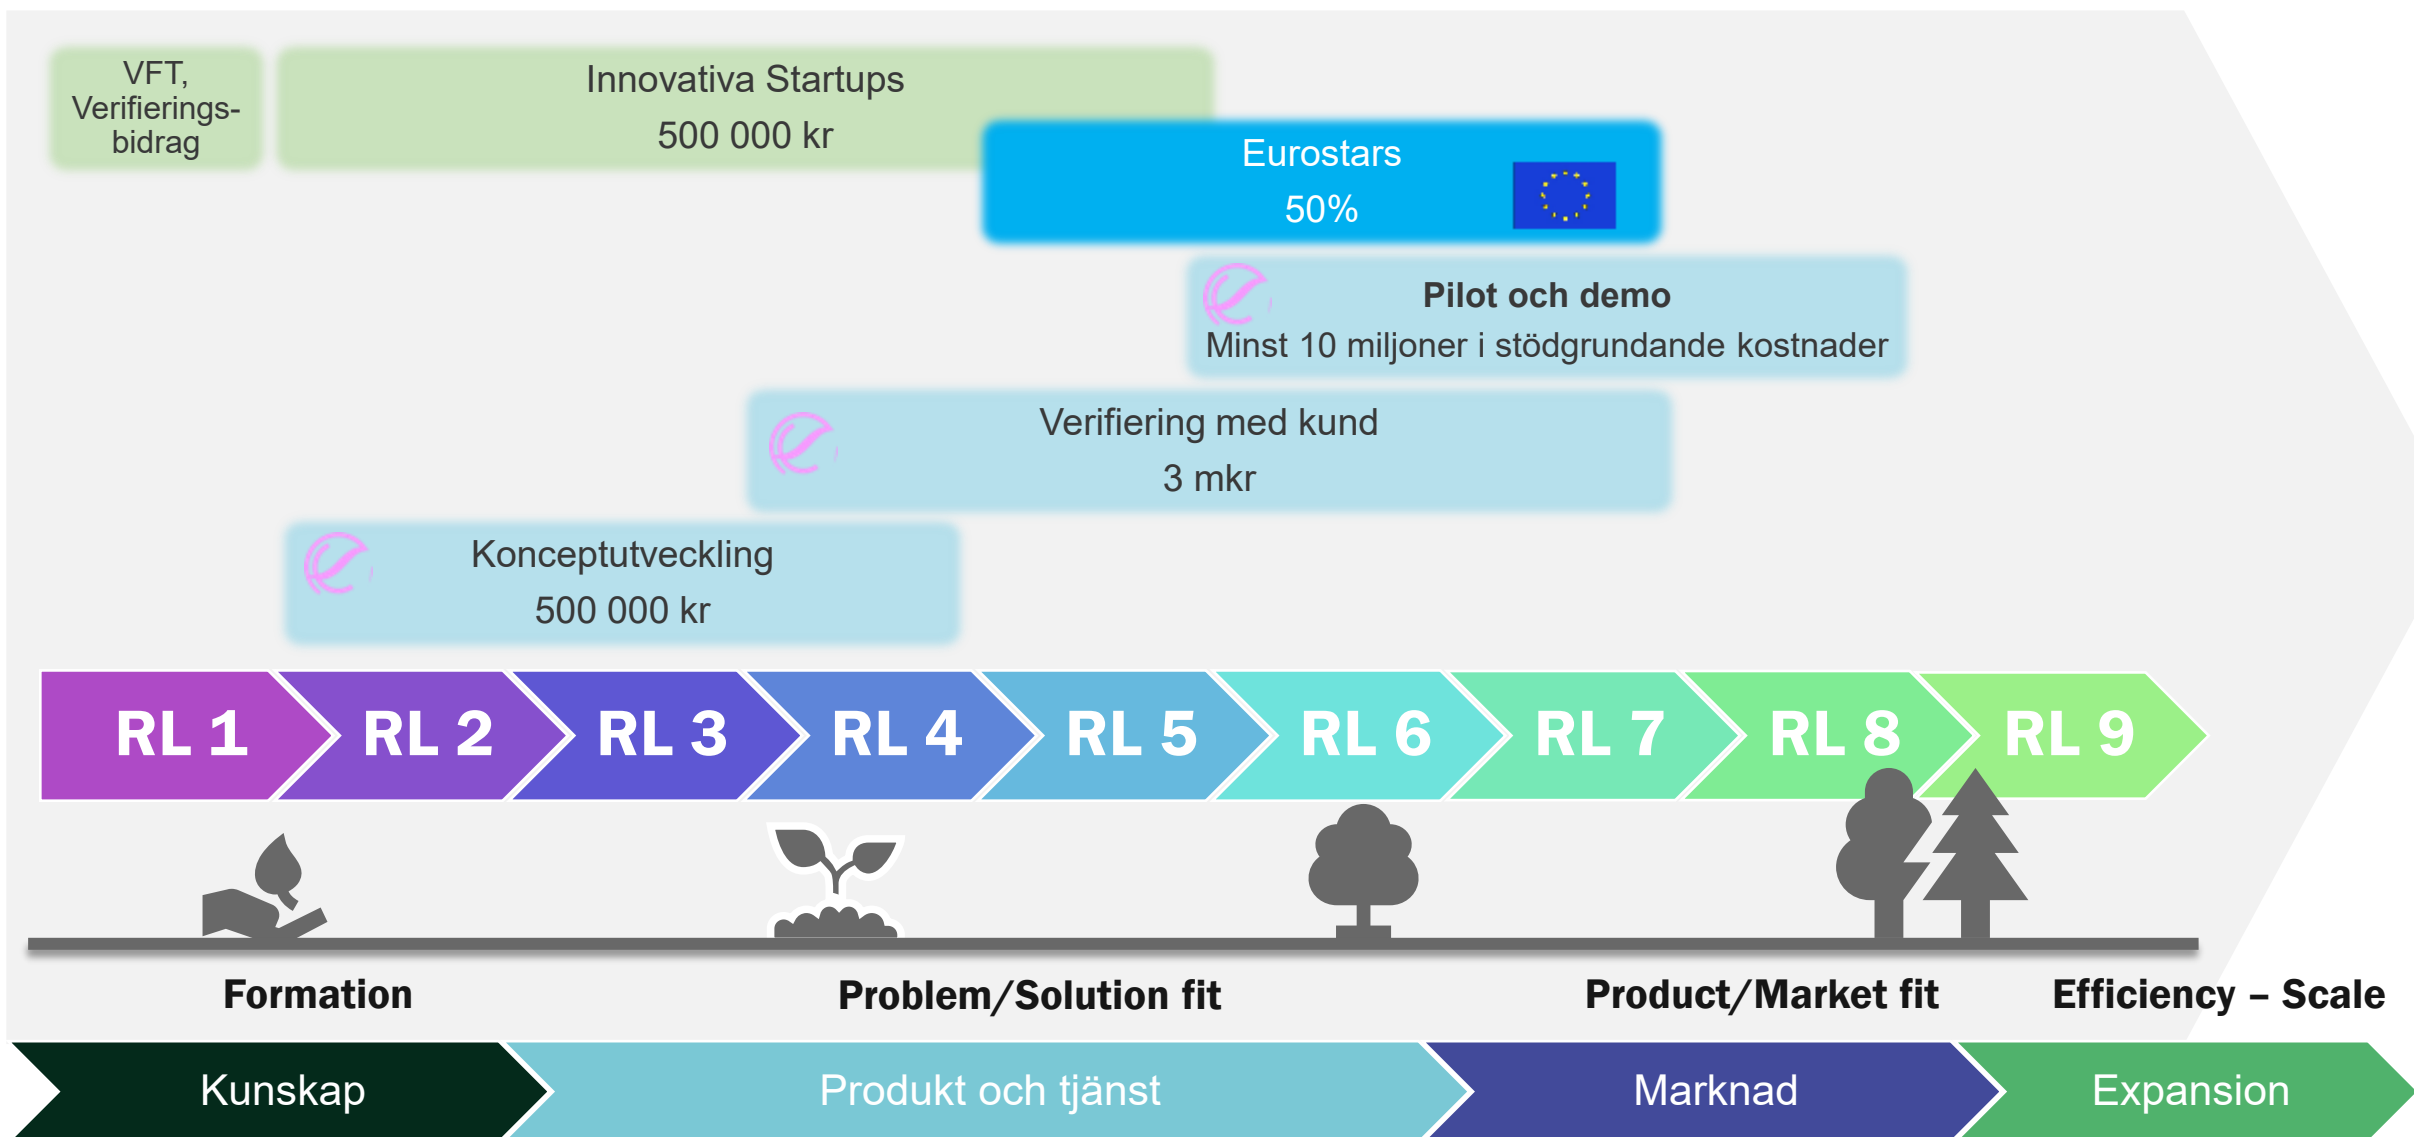 VFT,
Verifierings-
bidrag
Innovativa Startups
500 000 kr
Eurostars
50%
Pilot och demo
Minst 10 miljoner i stödgrundande kostnader
Verifiering med kund
3 mkr
Konceptutveckling
500 000 kr
RL 1
RL 2
RL 3
RL 4
RL 5
RL 6
RL 7
RL 8
RL 9
Formation
Problem/Solution fit
Product/Market fit
Efficiency – Scale
Kunskap
Produkt och tjänst
Marknad
Expansion